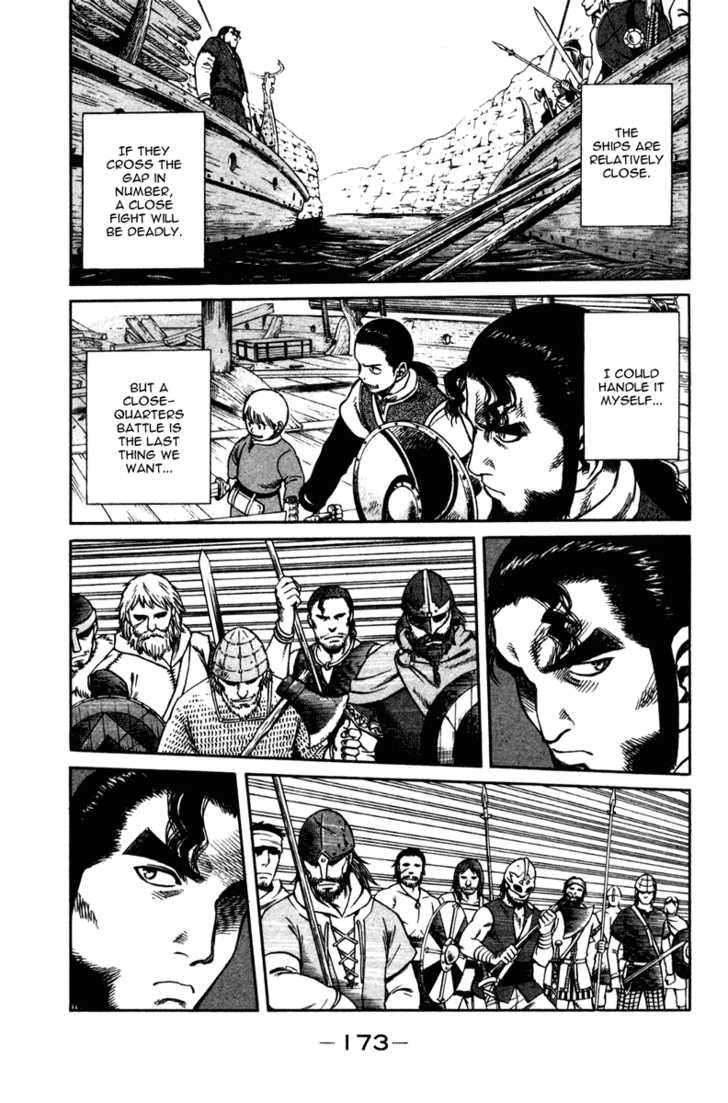 THE
SHIPS ARE
RELATIVELY
CLOSE.
IF THEY
CROSS THE
GAP IN
NUMBER,
A CLOSE
FIGHT WILL
BE DEADLY.
I COULD
HANDLE IT
MYSELF...
BUT A
CLOSE-
QUARTERS
BATTLE IS
THE LAST
THING WE
WANT...
-173-